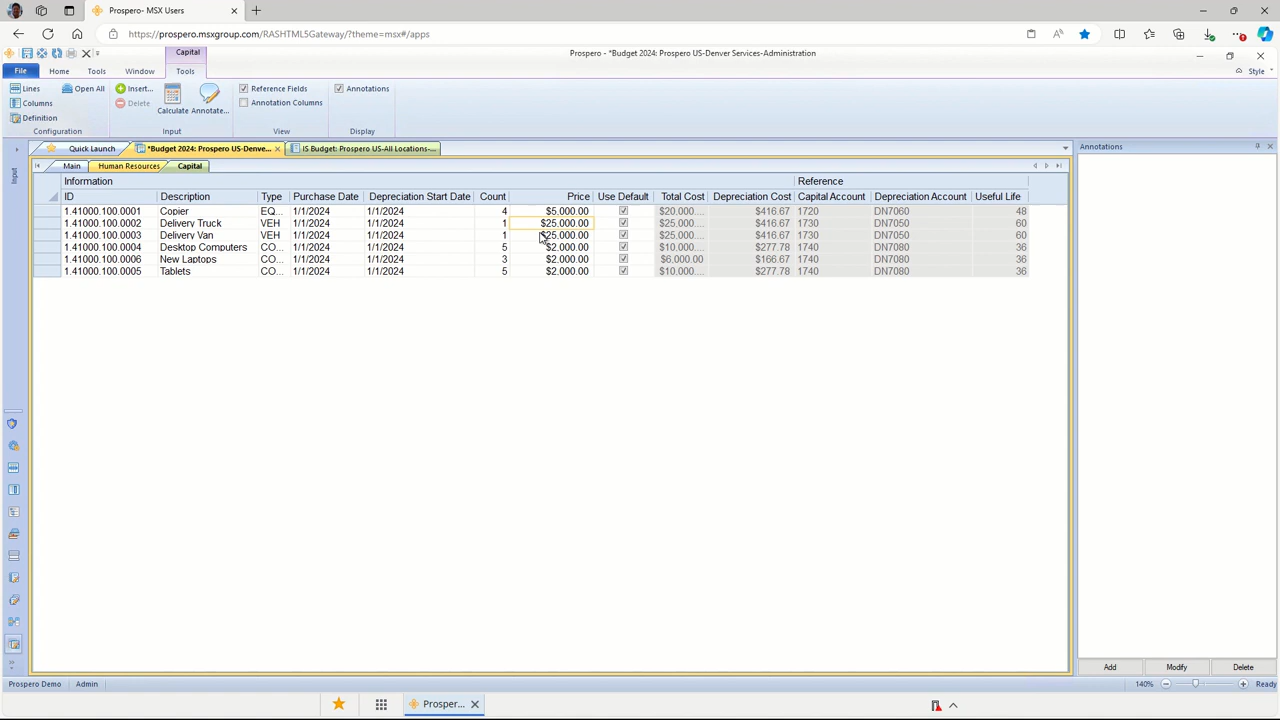 Prospero- MSX Users
https://prospero.msxgroup.com/RASHTML5Gateway/?theme=msx#/apps
Capital
Prospero - *Budget 2024: Prospero US-Denver Services-Administration
File Home Tools Window Tools Style
Lines Open All Insert... Reference Fields Annotations
Columns Delete Calculate Annotate... Annotation Columns
Definition
Configuration Input View Display
Quick Launch *Budget 2024: Prospero US-Denve... IS Budget: Prospero US-All Locations-... Annotations
Main Human Resources Capital
Input
Information Reference
ID Description Type Purchase Date Depreciation Start Date Count Price Use Default Total Cost Depreciation Cost Capital Account Depreciation Account Useful Life
1.41000.100.0001 Copier EQ... 1/1/2024 1/1/2024 4 $5,000.00 $20,000.... $416.67 1720 DN7060 48
1.41000.100.0002 Delivery Truck VEH 1/1/2024 1/1/2024 1 $25,000.00 $25,000.... $416.67 1730 DN7050 60
1.41000.100.0003 Delivery Van VEH 1/1/2024 1/1/2024 1 $25,000.00 $25,000.... $416.67 1730 DN7050 60
1.41000.100.0004 Desktop Computers CO... 1/1/2024 1/1/2024 5 $2,000.00 $10,000.... $277.78 1740 DN7080 36
1.41000.100.0006 New Laptops CO... 1/1/2024 1/1/2024 3 $2,000.00 $6,000.00 $166.67 1740 DN7080 36
1.41000.100.0005 Tablets CO... 1/1/2024 1/1/2024 5 $2,000.00 $10,000.... $277.78 1740 DN7080 36
Add Modify Delete
Prospero Demo Admin 140% Ready
Prosper...